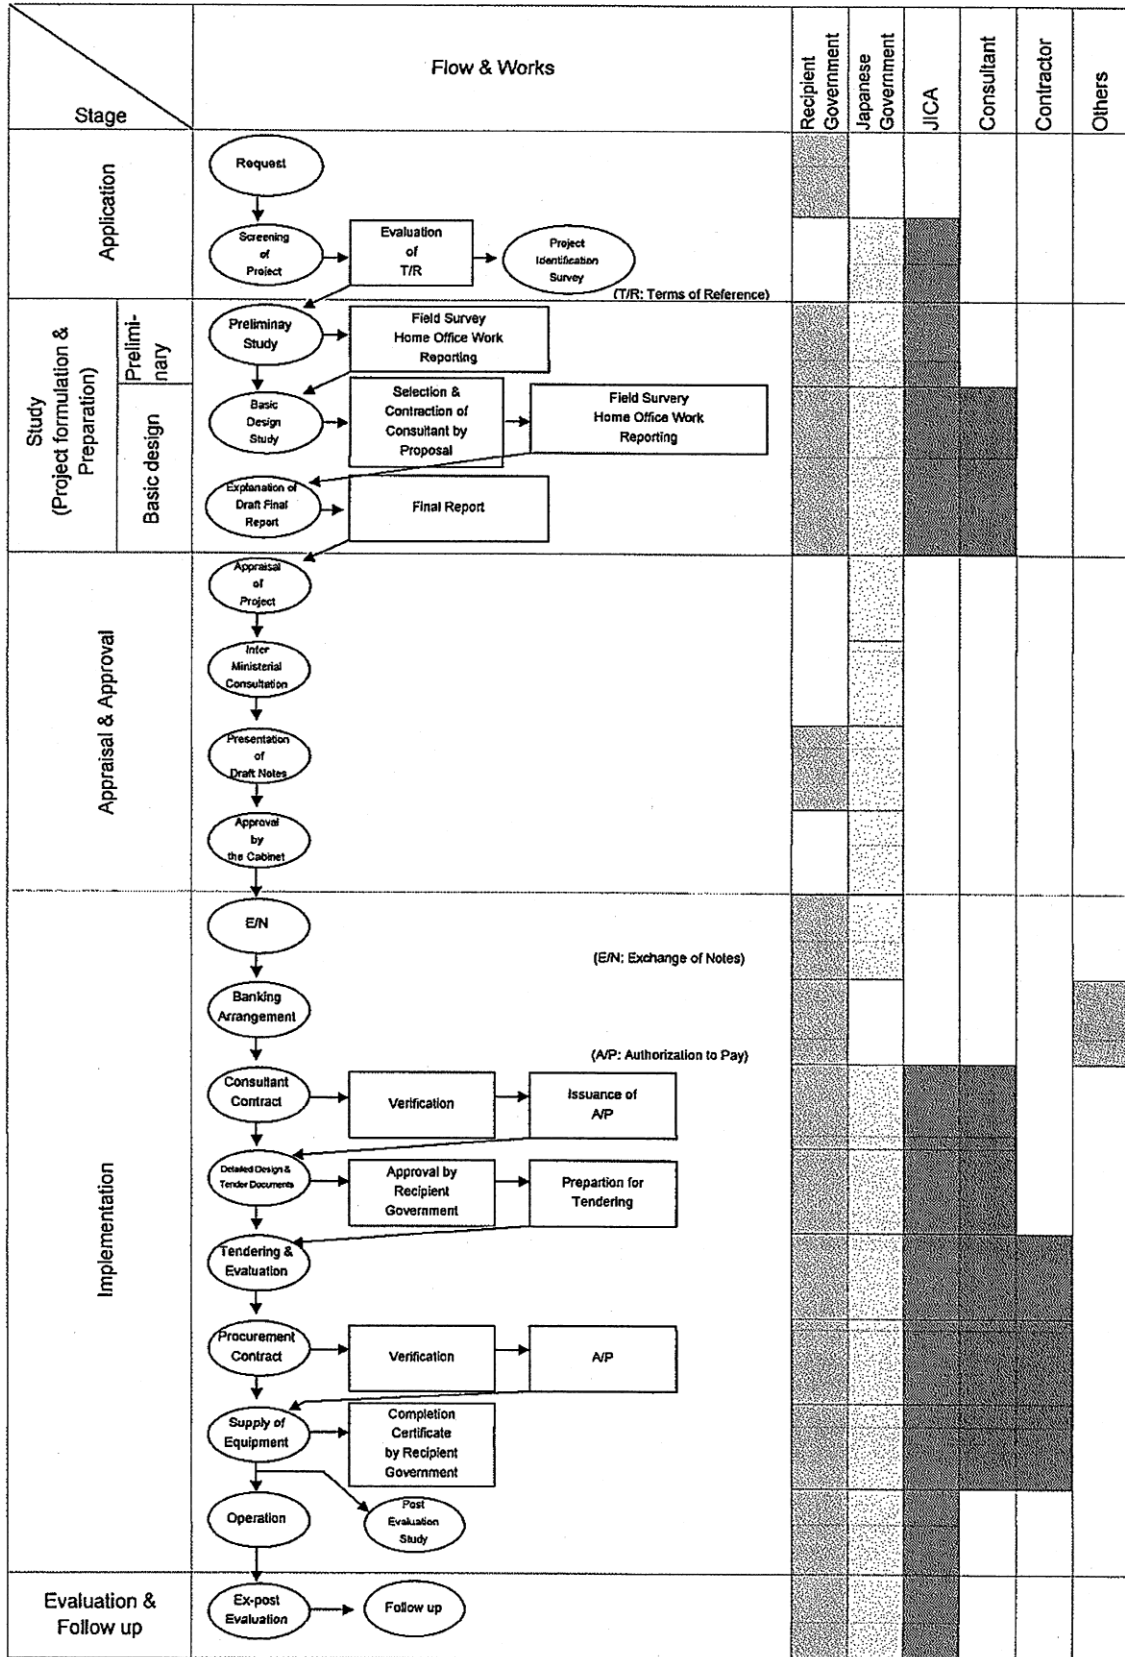 Stage
Flow & Works
Recipient
Government
Japanese
Government
JICA
Consultant
Contractor
Others
Application
Request
Screening
of
Project
Evaluation
of
T/R
Project
Identification
Survey
(T/R: Terms of Reference)
Study
(Project formulation &
Preparation)
Prelimi-
nary
Preliminay
Study
Field Survey
Home Office Work
Reporting
Basic design
Basic
Design
Study
Selection &
Contraction of
Consultant by
Proposal
Field Survery
Home Office Work
Reporting
Explanation of
Draft Final
Report
Final Report
Appraisal & Approval
Appraisal
of
Project
Inter
Ministerial
Consultation
Presentation
of
Draft Notes
Approval
by
the Cabinet
Implementation
E/N
(E/N: Exchange of Notes)
Banking
Arrangement
(A/P: Authorization to Pay)
Consultant
Contract
Verification
Issuance of
A/P
Detailed Design &
Tender Documents
Approval by
Recipient
Government
Prepartion for
Tendering
Tendering &
Evaluation
Procurement
Contract
Verification
A/P
Supply of
Equipment
Completion
Certificate
by Recipient
Government
Operation
Post
Evaluation
Study
Evaluation &
Follow up
Ex-post
Evaluation
Follow up